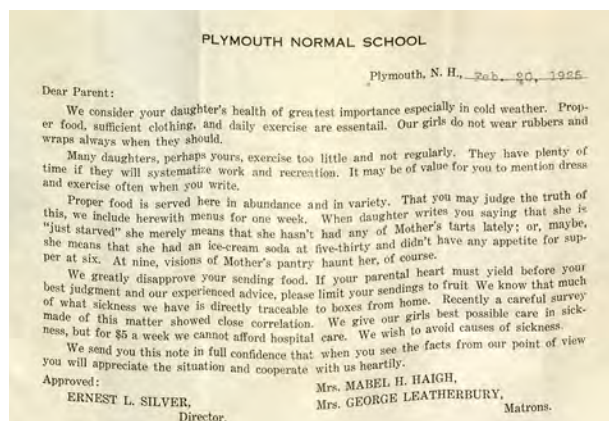 PLYMOUTH NORMAL SCHOOL
Plymouth, N. H., Feb. 20, 1925
Dear Parent:
We consider your daughter's health of greatest importance especially in cold weather. Prop-
er food, sufficient clothing, and daily exercise are essentail. Our girls do not wear rubbers and
wraps always when they should.
Many daughters, perhaps yours, exercise too little and not regularly. They have plenty of
time if they will systematize work and recreation. It may be of value for you to mention dress
and exercise often when you write.
Proper food is served here in abundance and in variety. That you may judge the truth of
this, we include herewith menus for one week. When daughter writes you saying that she is
"just starved" she merely means that she hasn't had any of Mother's tarts lately; or, maybe,
she means that she had an ice-cream soda at five-thirty and didn't have any appetite for sup-
per at six. At nine, visions of Mother's pantry haunt her, of course.
We greatly disapprove your sending food. If your parental heart must yield before your
best judgment and our experienced advice, please limit your sendings to fruit We know that much
of what sickness we have is directly traceable to boxes from home. Recently a careful survey
made of this matter showed close correlation. We give our girls best possible care in sick-
ness, but for $5 a week we cannot afford hospital care. We wish to avoid causes of sickness.
We send you this note in full confidence that when you see the facts from our point of view
you will appreciate the situation and cooperate with us heartily.
Approved:
ERNEST L. SILVER,
Director.
Mrs. MABEL H. HAIGH,
Mrs. GEORGE LEATHERBURY,
Matrons.